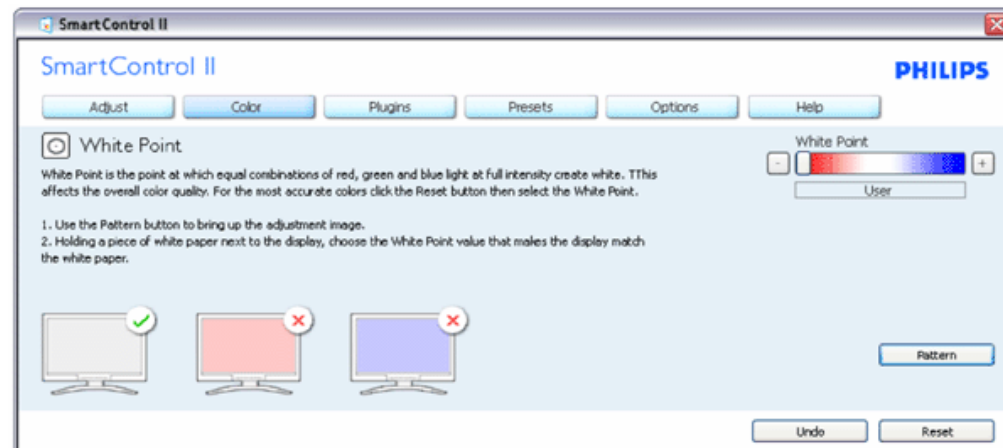 SmartControl II
SmartControl II
PHILIPS
Adjust Color Plugins Presets Options Help
White Point
White Point is the point at which equal combinations of red, green and blue light at full intensity create white. TThis
affects the overall color quality. For the most accurate colors click the Reset button then select the White Point.
1. Use the Pattern button to bring up the adjustment image.
2. Holding a piece of white paper next to the display, choose the White Point value that makes the display match
the white paper.
White Point
- +
User
Pattern
Undo Reset